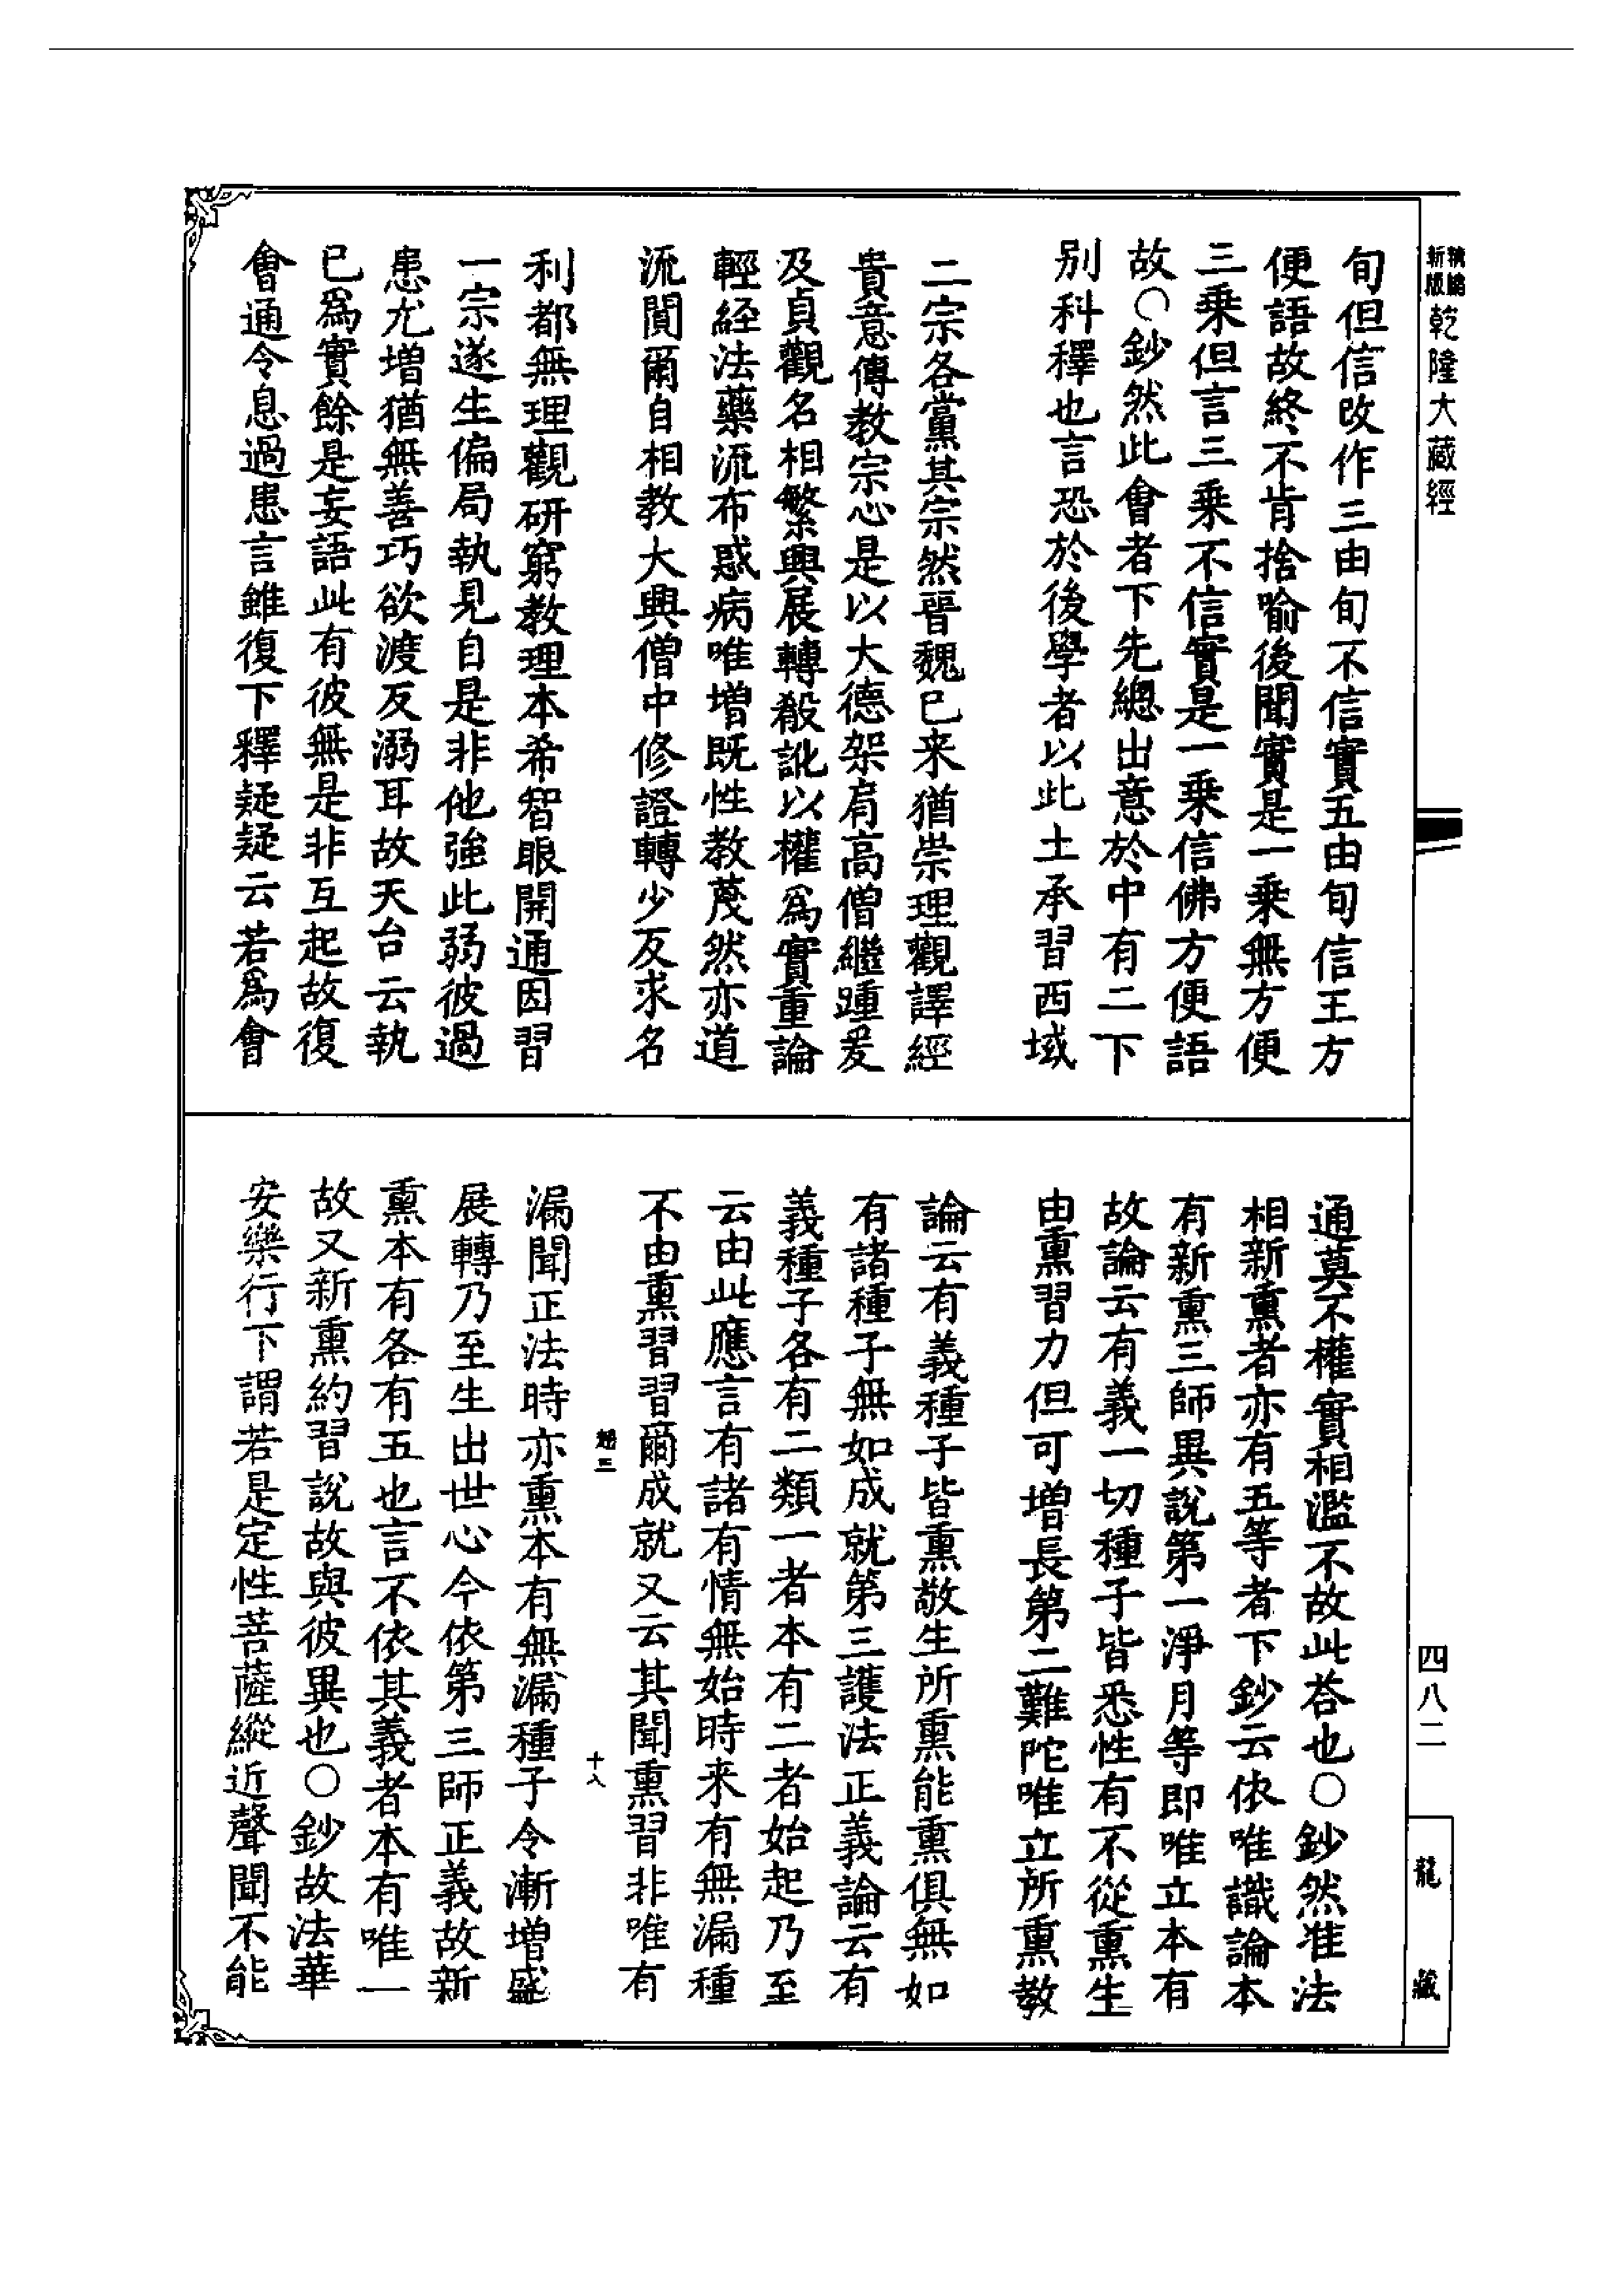 新版
精編
乾隆大藏經
旬但信改作三由旬不信實五由旬信王方
便語故終不肯捨喻後聞實是一乘無方便
三乘但言三乘不信實是一乘信佛方便語
故○鈔然此會者下先總出意於中有二下
别科釋也言恐於後學者以此土承習西域
二宗各黨其宗然晉魏已来猶崇理觀譯經
貴意傳教宗心是以大德架肩高僧繼踵爰
及貞觀名相繁興展轉殽訛以權爲實重論
輕経法藥流布惑病唯增既性教蔑然亦道
流閴爾自相教大興僧中修證轉少反求名
利都無理觀研窮教理本希智眼開通因習
一宗遂生偏局執見自是非他強此弱彼過
患尤增猶無善巧欲渡反溺耳故天台云執
已爲實餘是妄語此有彼無是非互起故復
會通令息過患言雖復下釋疑疑云若爲會
通莫不權實相濫不故此荅也○鈔然准法
相新熏者亦有五等者下鈔云依唯識論本
有新熏三師異說第一淨月等即唯立本有
故論云有義一切種子皆悉性有不從熏生
由熏習力但可增長第二難陀唯立所熏教
論云有義種子皆熏故生所熏能熏俱無如
有諸種子無如成就第三護法正義論云有
義種子各有二類一者本有二者始起乃至
云由此應言有諸有情無始時来有無漏種
不由熏習習爾成就又云其聞熏習非唯有
趙三
十八
漏聞正法時亦熏本有無漏種子令漸增盛
展轉乃至生出世心今依第三師正義故新
熏本有各有五也言不依其義者本有唯一
故又新熏約習說故與彼異也○鈔故法華
安樂行下謂若是定性菩薩縱近聲聞不能
四八二
龍藏